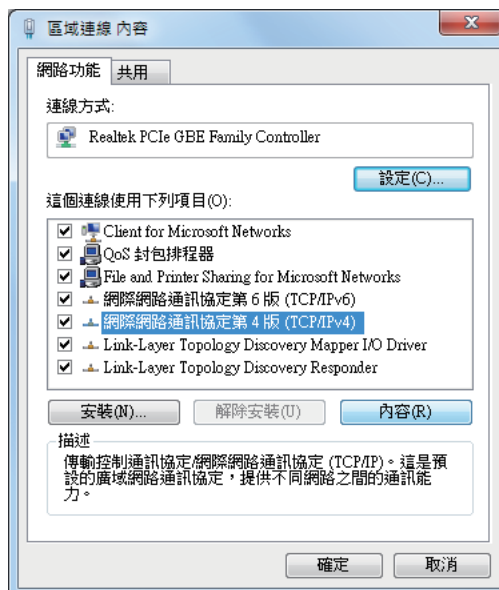 區域連線 內容
網路功能 共用
連線方式:
Realtek PCIe GBE Family Controller
設定(C)...
這個連線使用下列項目(O):
Client for Microsoft Networks
QoS 封包排程器
File and Printer Sharing for Microsoft Networks
網際網路通訊協定第 6 版 (TCP/IPv6)
網際網路通訊協定第 4 版 (TCP/IPv4)
Link-Layer Topology Discovery Mapper I/O Driver
Link-Layer Topology Discovery Responder
安裝(N)... 解除安裝(U) 內容(R)
描述
傳輸控制通訊協定/網際網路通訊協定 (TCP/IP)。這是預
設的廣域網路通訊協定，提供不同網路之間的通訊能
力。
確定 取消